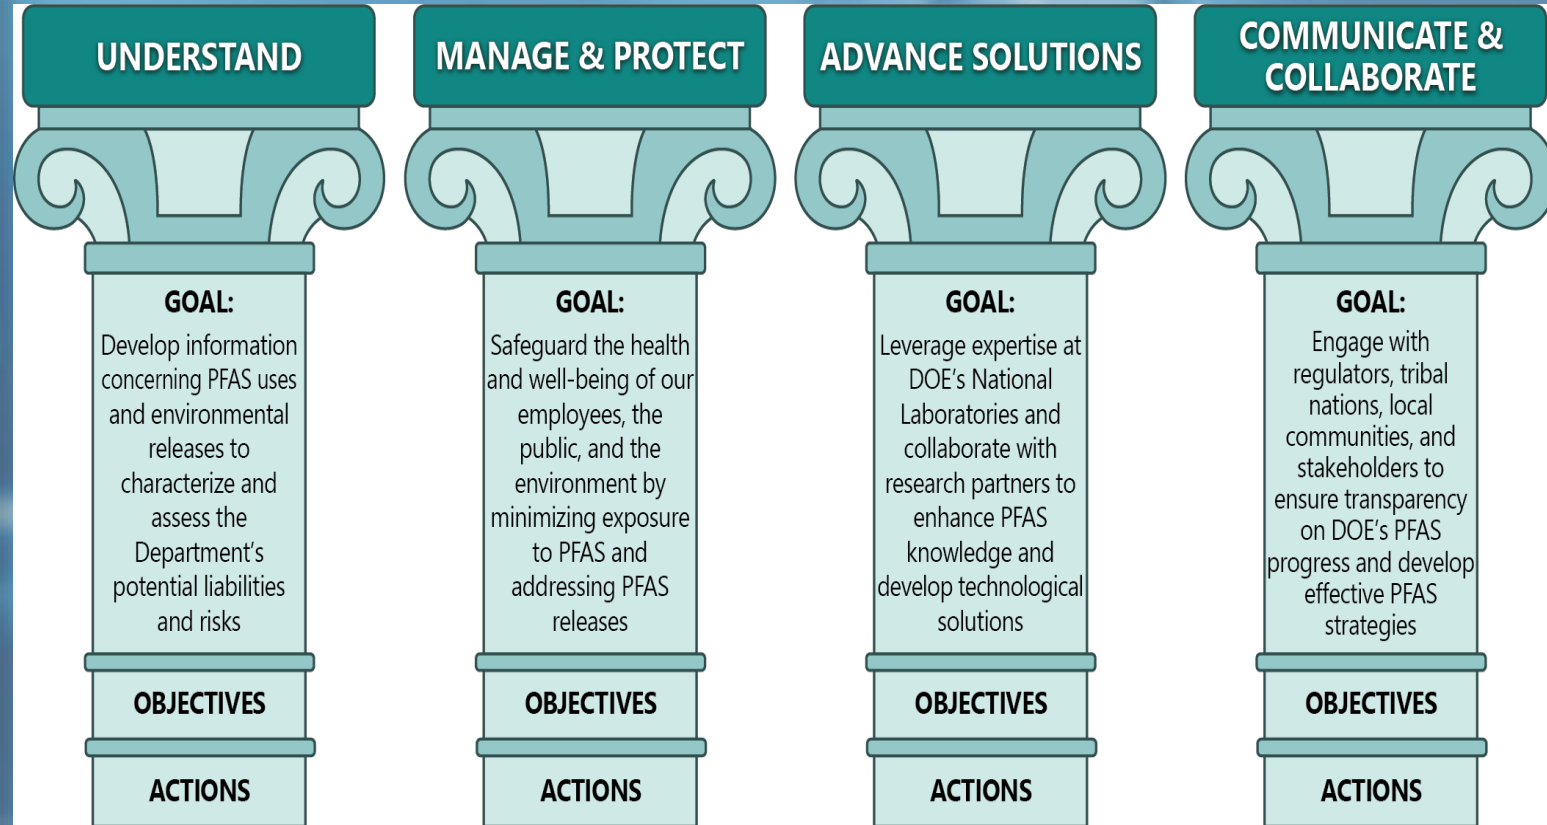 UNDERSTAND
GOAL:
Develop information
concerning PFAS uses
and environmental
releases to
characterize and
assess the
Department's
potential liabilities
and risks
OBJECTIVES
ACTIONS
MANAGE & PROTECT
GOAL:
Safeguard the health
and well-being of our
employees, the
public, and the
environment by
minimizing exposure
to PFAS and
addressing PFAS
releases
OBJECTIVES
ACTIONS
ADVANCE SOLUTIONS
GOAL:
Leverage expertise at
DOE's National
Laboratories and
collaborate with
research partners to
enhance PFAS
knowledge and
develop technological
solutions
OBJECTIVES
ACTIONS
COMMUNICATE &
COLLABORATE
GOAL:
Engage with
regulators, tribal
nations, local
communities, and
stakeholders to
ensure transparency
on DOE's PFAS
progress and develop
effective PFAS
strategies
OBJECTIVES
ACTIONS